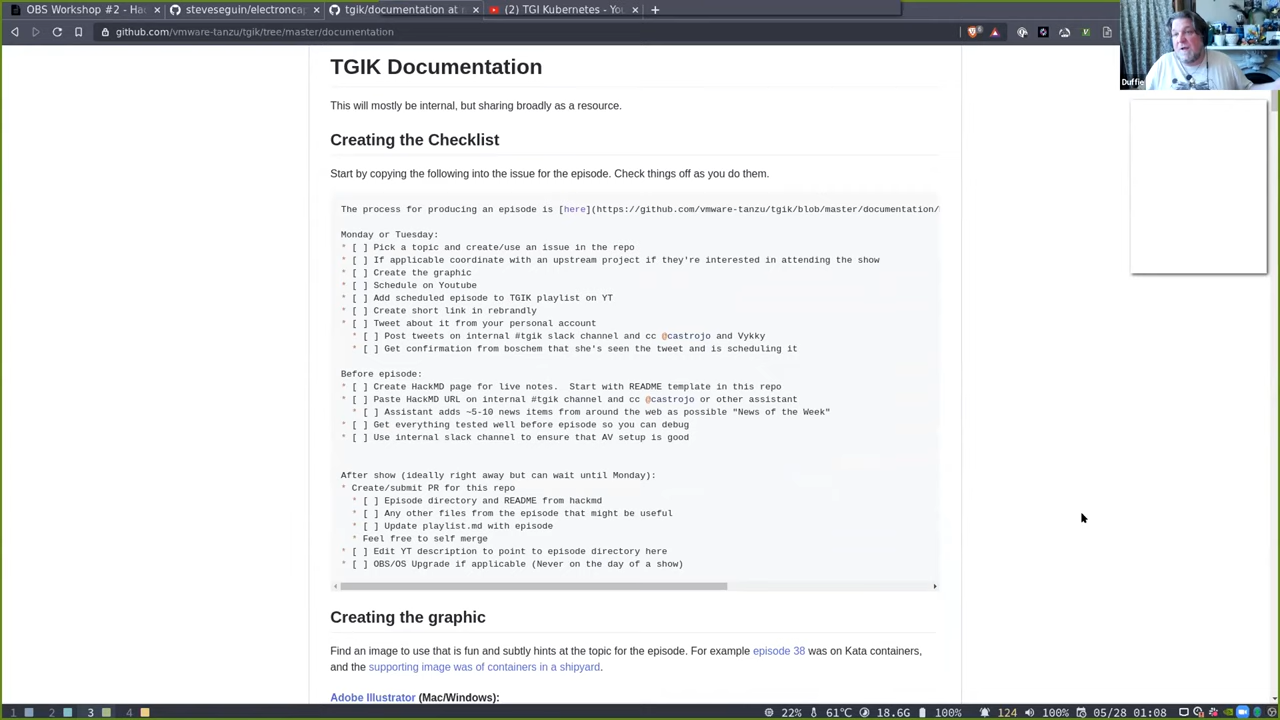 OBS Workshop #2 - Ha
steveseguin/electronca
tgik/documentation at
(2) TGI Kubernetes - Yo
github.com/vmware-tanzu/tgik/tree/master/documentation
Duffie
TGIK Documentation
This will mostly be internal, but sharing broadly as a resource.
Creating the Checklist
Start by copying the following into the issue for the episode. Check things off as you do them.
The process for producing an episode is [here](https://github.com/vmware-tanzu/tgik/blob/master/documentation/
Monday or Tuesday:
* [ ] Pick a topic and create/use an issue in the repo
* [ ] If applicable coordinate with an upstream project if they're interested in attending the show
* [ ] Create the graphic
* [ ] Schedule on Youtube
* [ ] Add scheduled episode to TGIK playlist on YT
* [ ] Create short link in rebrandly
* [ ] Tweet about it from your personal account
* [ ] Post tweets on internal #tgik slack channel and cc @castrojo and Vykky
* [ ] Get confirmation from boschem that she's seen the tweet and is scheduling it
Before episode:
* [ ] Create HackMD page for live notes.  Start with README template in this repo
* [ ] Paste HackMD URL on internal #tgik channel and cc @castrojo or other assistant
* [ ] Assistant adds ~5-10 news items from around the web as possible "News of the Week"
* [ ] Get everything tested well before episode so you can debug
* [ ] Use internal slack channel to ensure that AV setup is good
After show (ideally right away but can wait until Monday):
* Create/submit PR for this repo
* [ ] Episode directory and README from hackmd
* [ ] Any other files from the episode that might be useful
* [ ] Update playlist.md with episode
* Feel free to self merge
* [ ] Edit YT description to point to episode directory here
* [ ] OBS/OS Upgrade if applicable (Never on the day of a show)
Creating the graphic
Find an image to use that is fun and subtly hints at the topic for the episode. For example episode 38 was on Kata containers,
and the supporting image was of containers in a shipyard.
Adobe Illustrator (Mac/Windows):
1 2 3 4 22% 61°C 18.6G 100% 124 100% 05/28 01:08